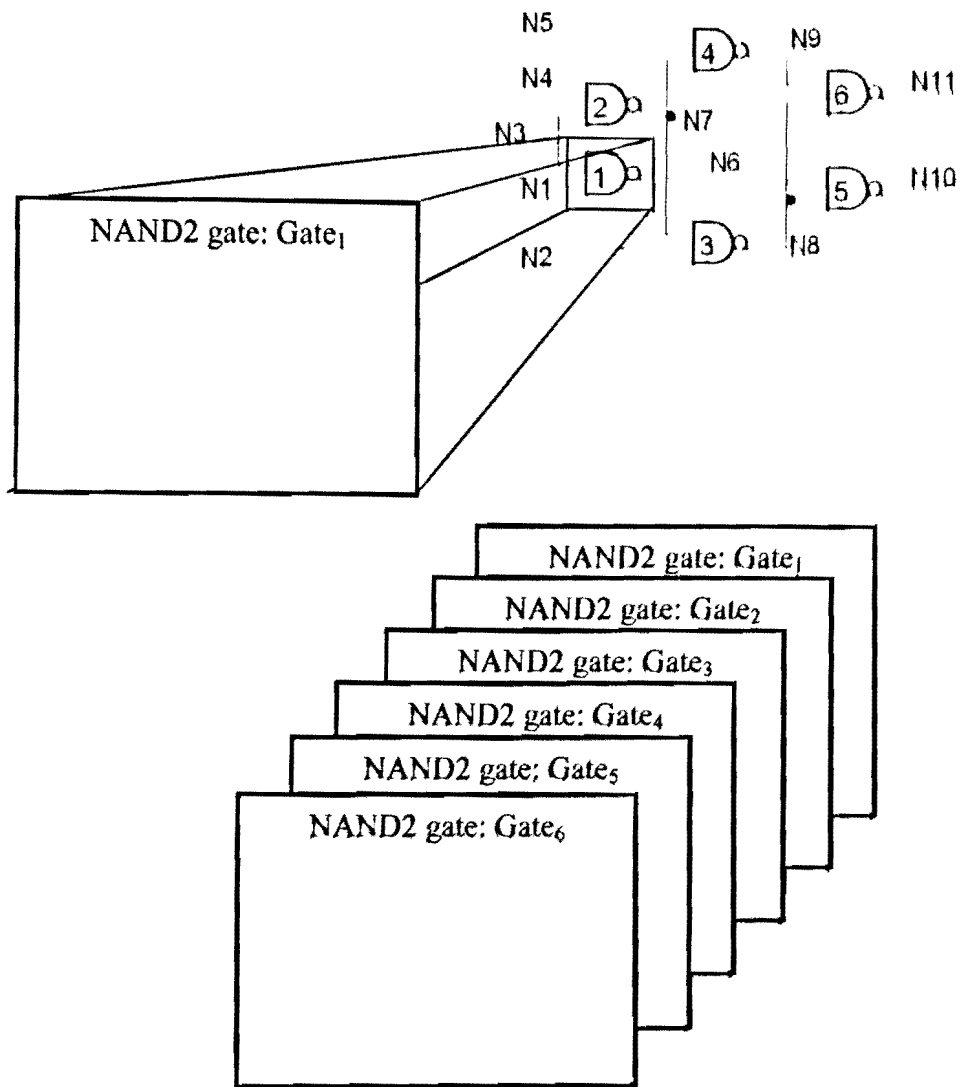 N5
4
N9
N4
2
6
N11
N3
N7
N1
1
N6
5
N10
N2
3
N8
NAND2 gate: Gate₁
NAND2 gate: Gate₁
NAND2 gate: Gate₂
NAND2 gate: Gate₃
NAND2 gate: Gate₄
NAND2 gate: Gate₅
NAND2 gate: Gate₆